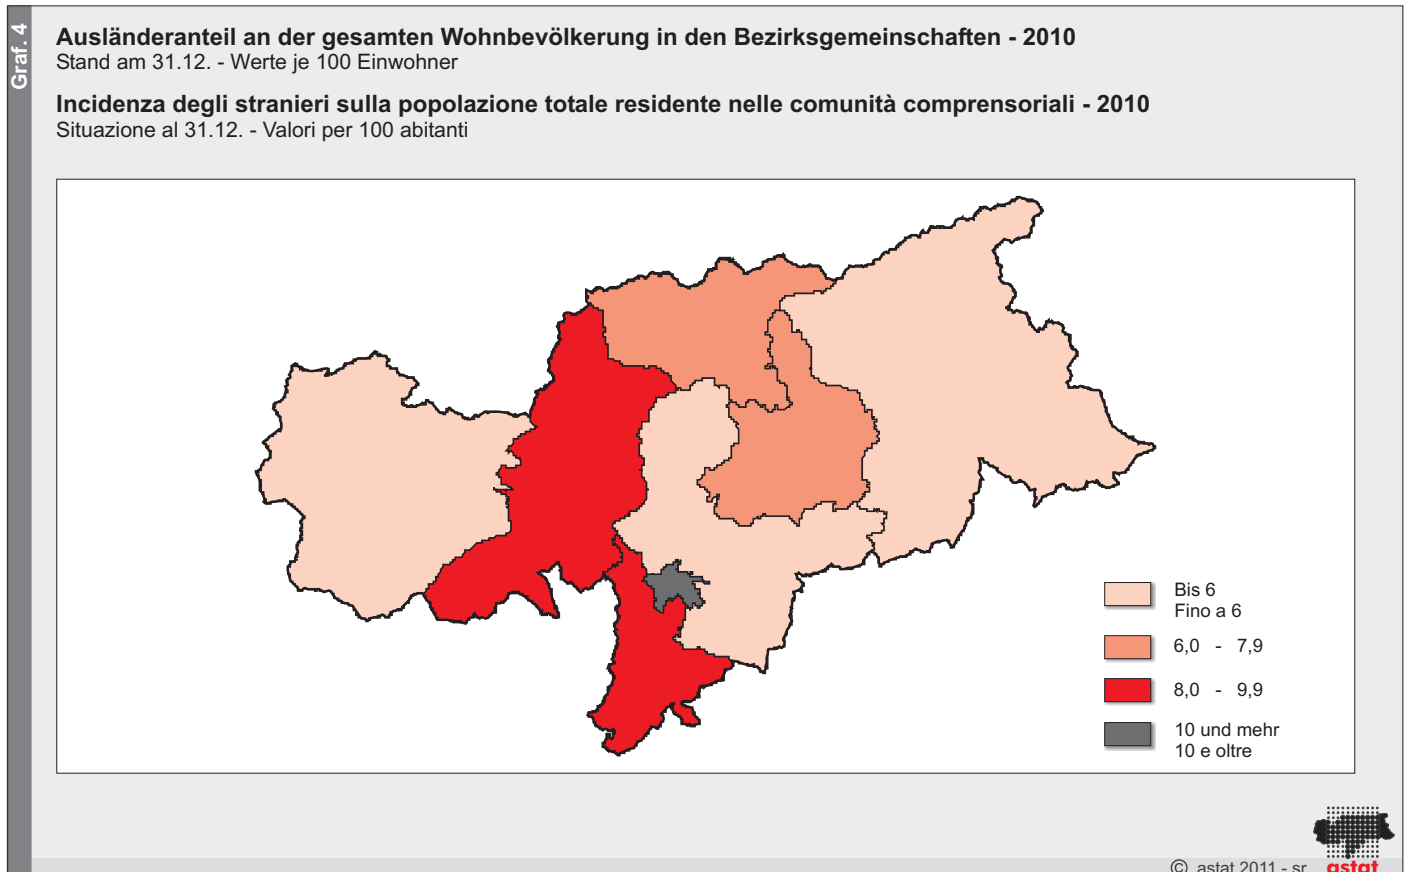 Graf. 4
Ausländeranteil an der gesamten Wohnbevölkerung in den Bezirksgemeinschaften - 2010
Stand am 31.12. - Werte je 100 Einwohner
Incidenza degli stranieri sulla popolazione totale residente nelle comunità comprensoriali - 2010
Situazione al 31.12. - Valori per 100 abitanti
Bis 6
Fino a 6
6,0 - 7,9
8,0 - 9,9
10 und mehr
10 e oltre
© astat 2011 - sr
astat